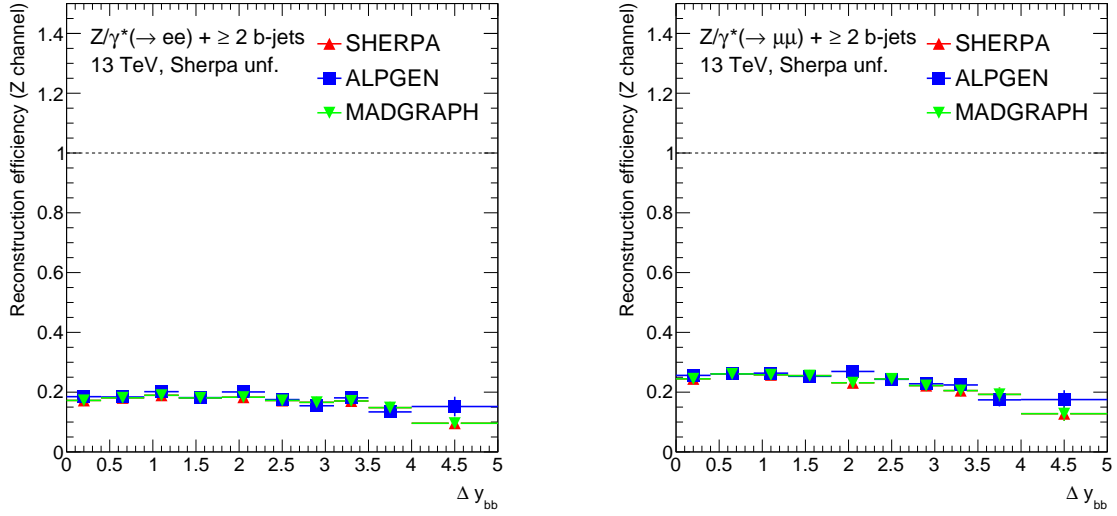 Z/γ*(→ ee) + ≥ 2 b-jets
13 TeV, Sherpa unf.
SHERPA
ALPGEN
MADGRAPH
Reconstruction efficiency (Z channel)
1.4
1.2
1
0.8
0.6
0.4
0.2
0
0 0.5 1 1.5 2 2.5 3 3.5 4 4.5 5
Δ y_bb
Z/γ*(→ μμ) + ≥ 2 b-jets
13 TeV, Sherpa unf.
SHERPA
ALPGEN
MADGRAPH
Reconstruction efficiency (Z channel)
1.4
1.2
1
0.8
0.6
0.4
0.2
0
0 0.5 1 1.5 2 2.5 3 3.5 4 4.5 5
Δ y_bb